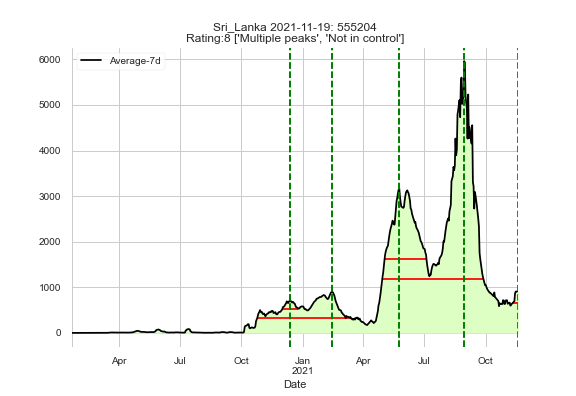 Sri_Lanka 2021-11-19: 555204
Rating:8 ['Multiple peaks', 'Not in control']
Average-7d
6000
5000
4000
3000
2000
1000
0
Apr Jul Oct Jan Apr Jul Oct
2021
Date